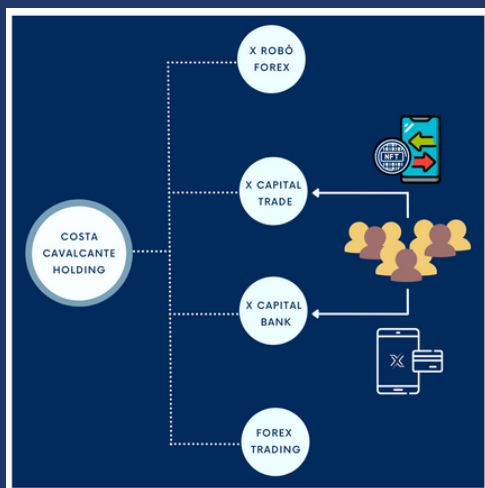 X ROBÔ
FOREX
NFT
X CAPITAL
TRADE
COSTA
CAVALCANTE
HOLDING
X CAPITAL
BANK
X
FOREX
TRADING